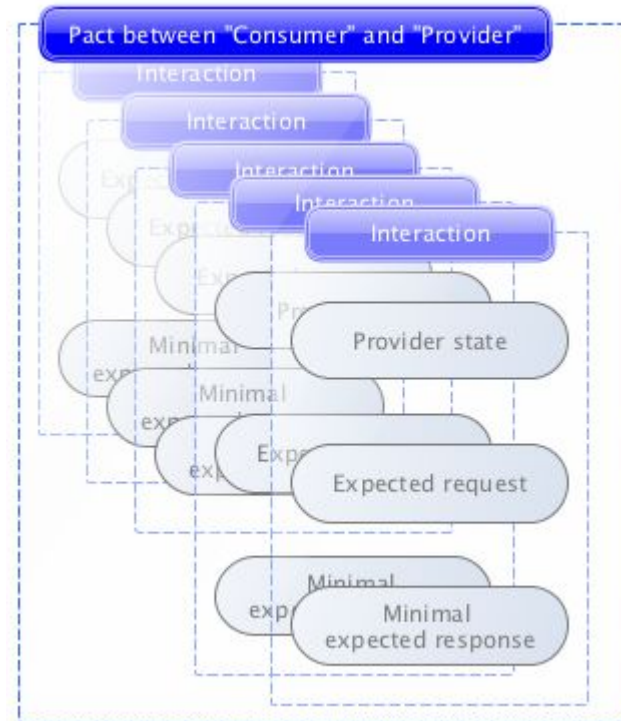 Pact between "Consumer" and "Provider"
Interaction
Interaction
Interaction
Interaction
Interaction
Provider state
Minimal
Minimal
Expected request
Minimal
Minimal
expected response